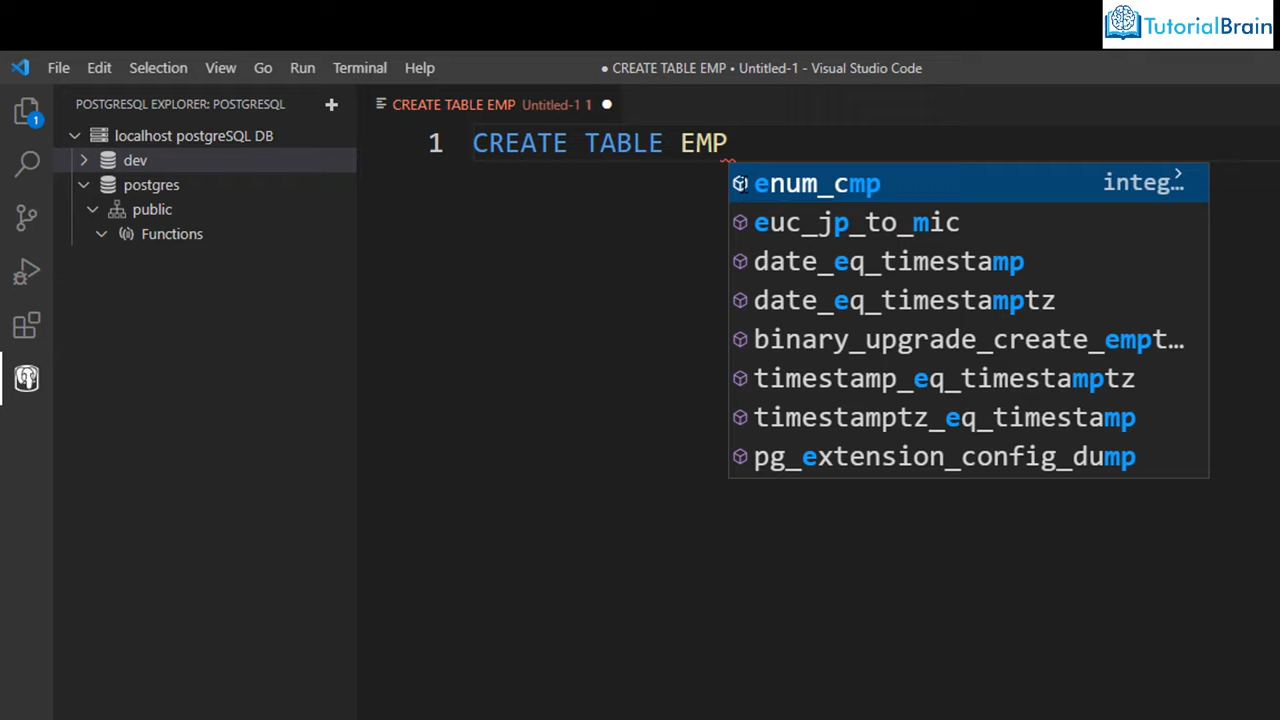 TutorialBrain
File Edit Selection View Go Run Terminal Help
● CREATE TABLE EMP • Untitled-1 - Visual Studio Code
POSTGRESQL EXPLORER: POSTGRESQL +
CREATE TABLE EMP Untitled-1 1 ●
1
localhost postgreSQL DB
dev
postgres
public
Functions
1 CREATE TABLE EMP
enum_cmp integ…
euc_jp_to_mic
date_eq_timestamp
date_eq_timestamptz
binary_upgrade_create_empt…
timestamp_eq_timestamptz
timestamptz_eq_timestamp
pg_extension_config_dump